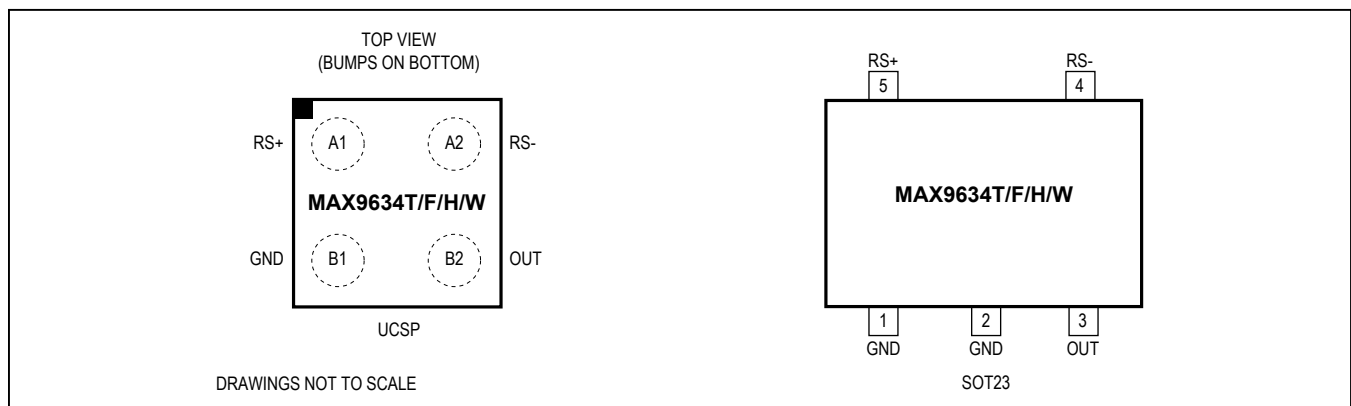 TOP VIEW
(BUMPS ON BOTTOM)
RS+ A1 A2 RS-
MAX9634T/F/H/W
GND B1 B2 OUT
UCSP
DRAWINGS NOT TO SCALE
RS+ RS-
5 4
MAX9634T/F/H/W
1 2 3
GND GND OUT
SOT23